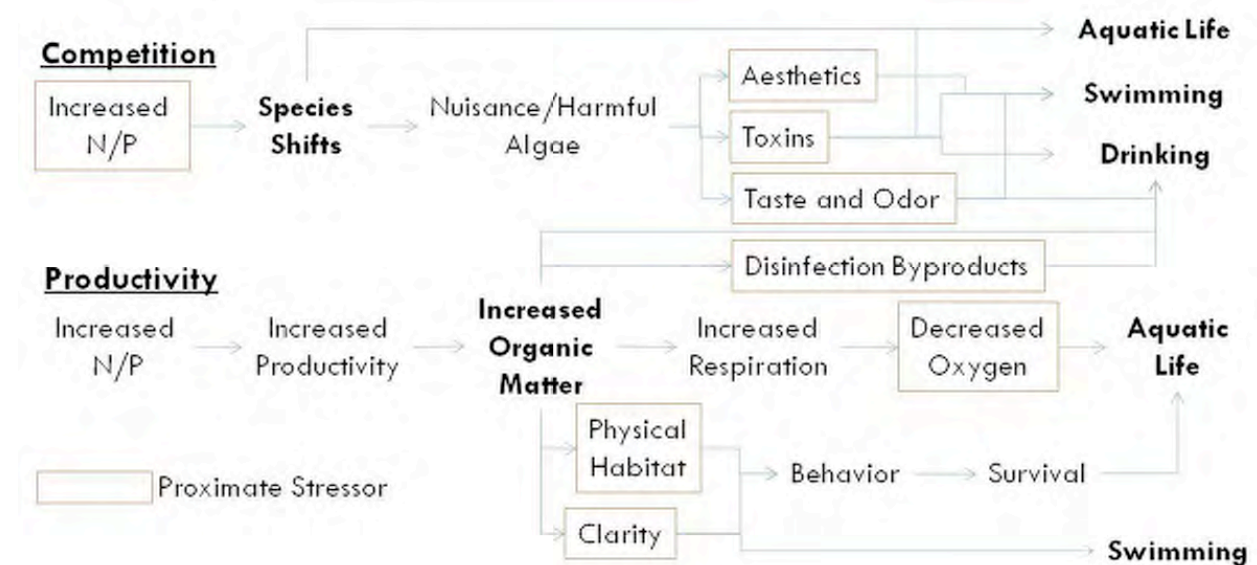 Competition
Increased
N/P
Species
Shifts
Nuisance/Harmful
Algae
Aesthetics
Toxins
Taste and Odor
Aquatic Life
Swimming
Drinking
Disinfection Byproducts
Productivity
Increased
N/P
Increased
Productivity
Increased
Organic
Matter
Increased
Respiration
Decreased
Oxygen
Aquatic
Life
Physical
Habitat
Behavior
Survival
Clarity
Swimming
Proximate Stressor